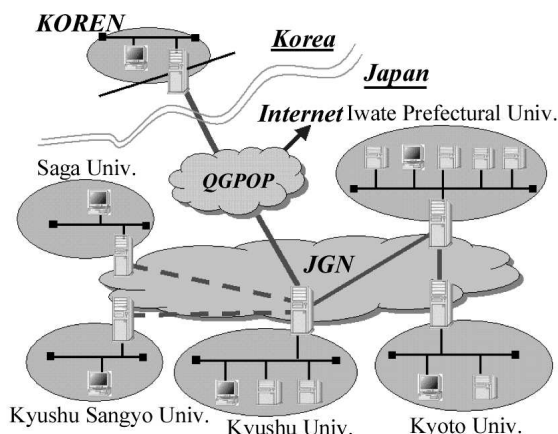 KOREN
Korea
Japan
Internet
Iwate Prefectural Univ.
Saga Univ.
QGPOP
JGN
Kyushu Sangyo Univ.
Kyushu Univ.
Kyoto Univ.